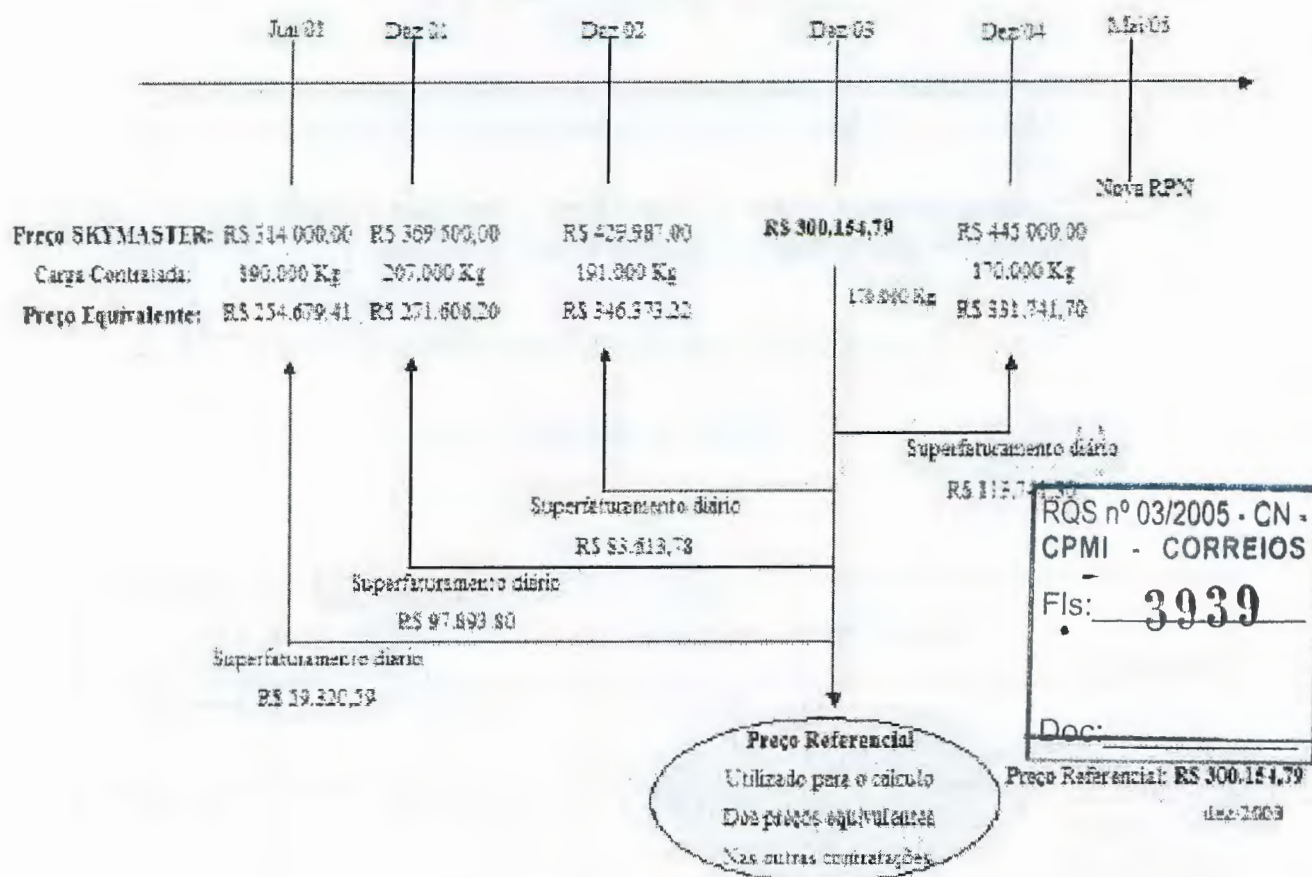 Jun/01 Dez/01 Dez/02 Dez/03 Dez/04 Mai/05
Nova RPN
Preço SKYMASTER: R$ 314.000,00 R$ 369.500,00 R$ 429.987,00 R$ 300.154,79 R$ 445.000,00
Carga Contratada: 190.000 Kg 207.000 Kg 191.000 Kg 170.000 Kg
Preço Equivalente: R$ 254.679,41 R$ 271.606,20 R$ 346.373,22 R$ 331.741,70
Superfaturamento diário
Superfaturamento diário
R$ 83.613,78
Superfaturamento diário
R$ 97.893,80
Superfaturamento diário
R$ 59.320,59
RQS nº 03/2005 - CN -
CPMI - CORREIOS
Fls: 3939
Doc:
Preço Referencial
Utilizado para o cálculo
Dos preços equivalentes
Nas outras contratações
Preço Referencial: R$ 300.154,79
dez/2003